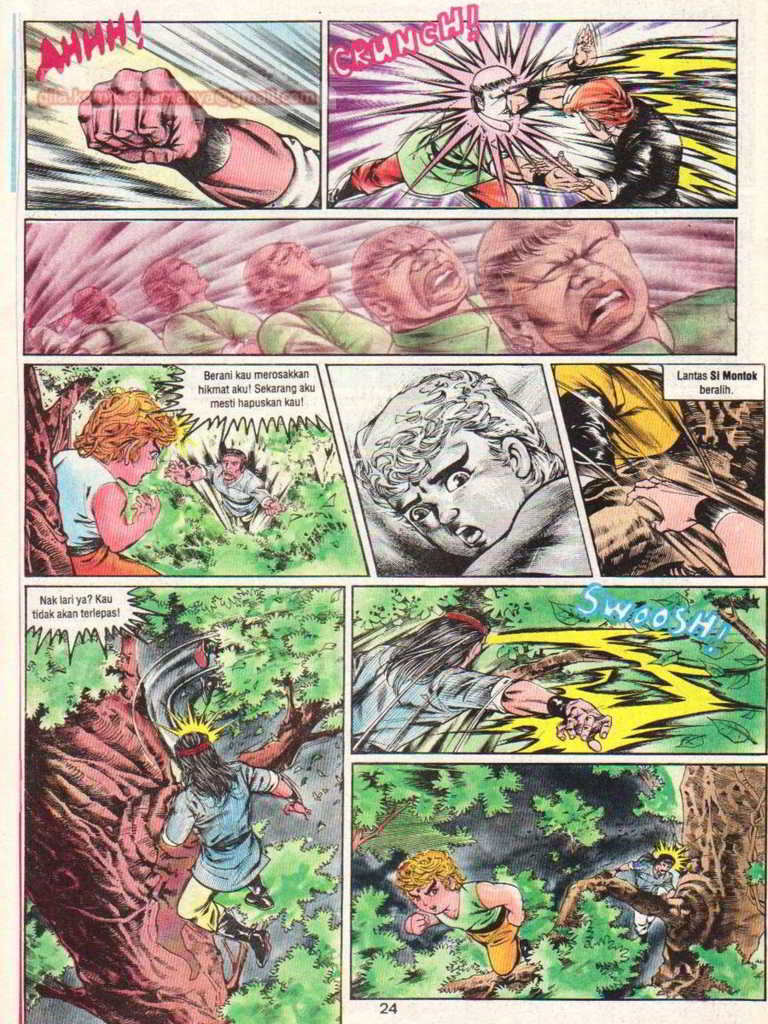 AHHH!
CRUNCH!
Berani kau merosakkan
hikmat aku! Sekarang aku
mesti hapuskan kau!
Lantas Si Montok
beralih.
Nak lari ya? Kau
tidak akan terlepas!
SWOOSH!
24